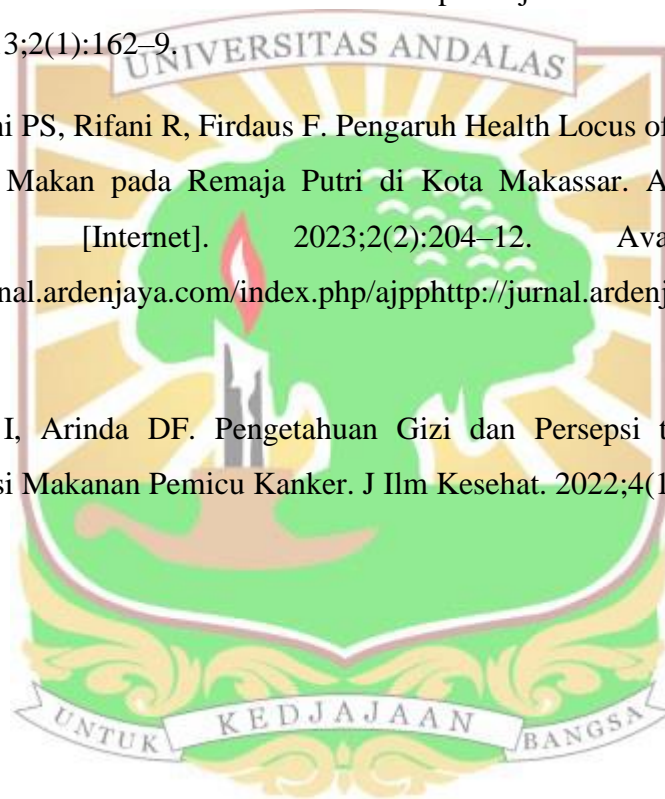 3;2(1):162–9.
UNIVERSITAS ANDALAS
ni PS, Rifani R, Firdaus F. Pengaruh Health Locus of
Makan pada Remaja Putri di Kota Makassar. A
[Internet]. 2023;2(2):204–12. Ava
nal.ardenjaya.com/index.php/ajpphttp://jurnal.ardenj
I, Arinda DF. Pengetahuan Gizi dan Persepsi t
si Makanan Pemicu Kanker. J Ilm Kesehat. 2022;4(1
UNTUK KEDJAJAAN BANGSA